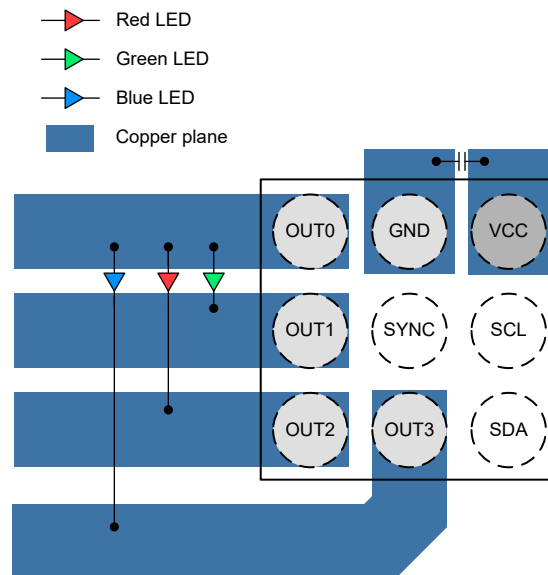 Red LED
Green LED
Blue LED
Copper plane
OUT0 GND VCC
OUT1 SYNC SCL
OUT2 OUT3 SDA